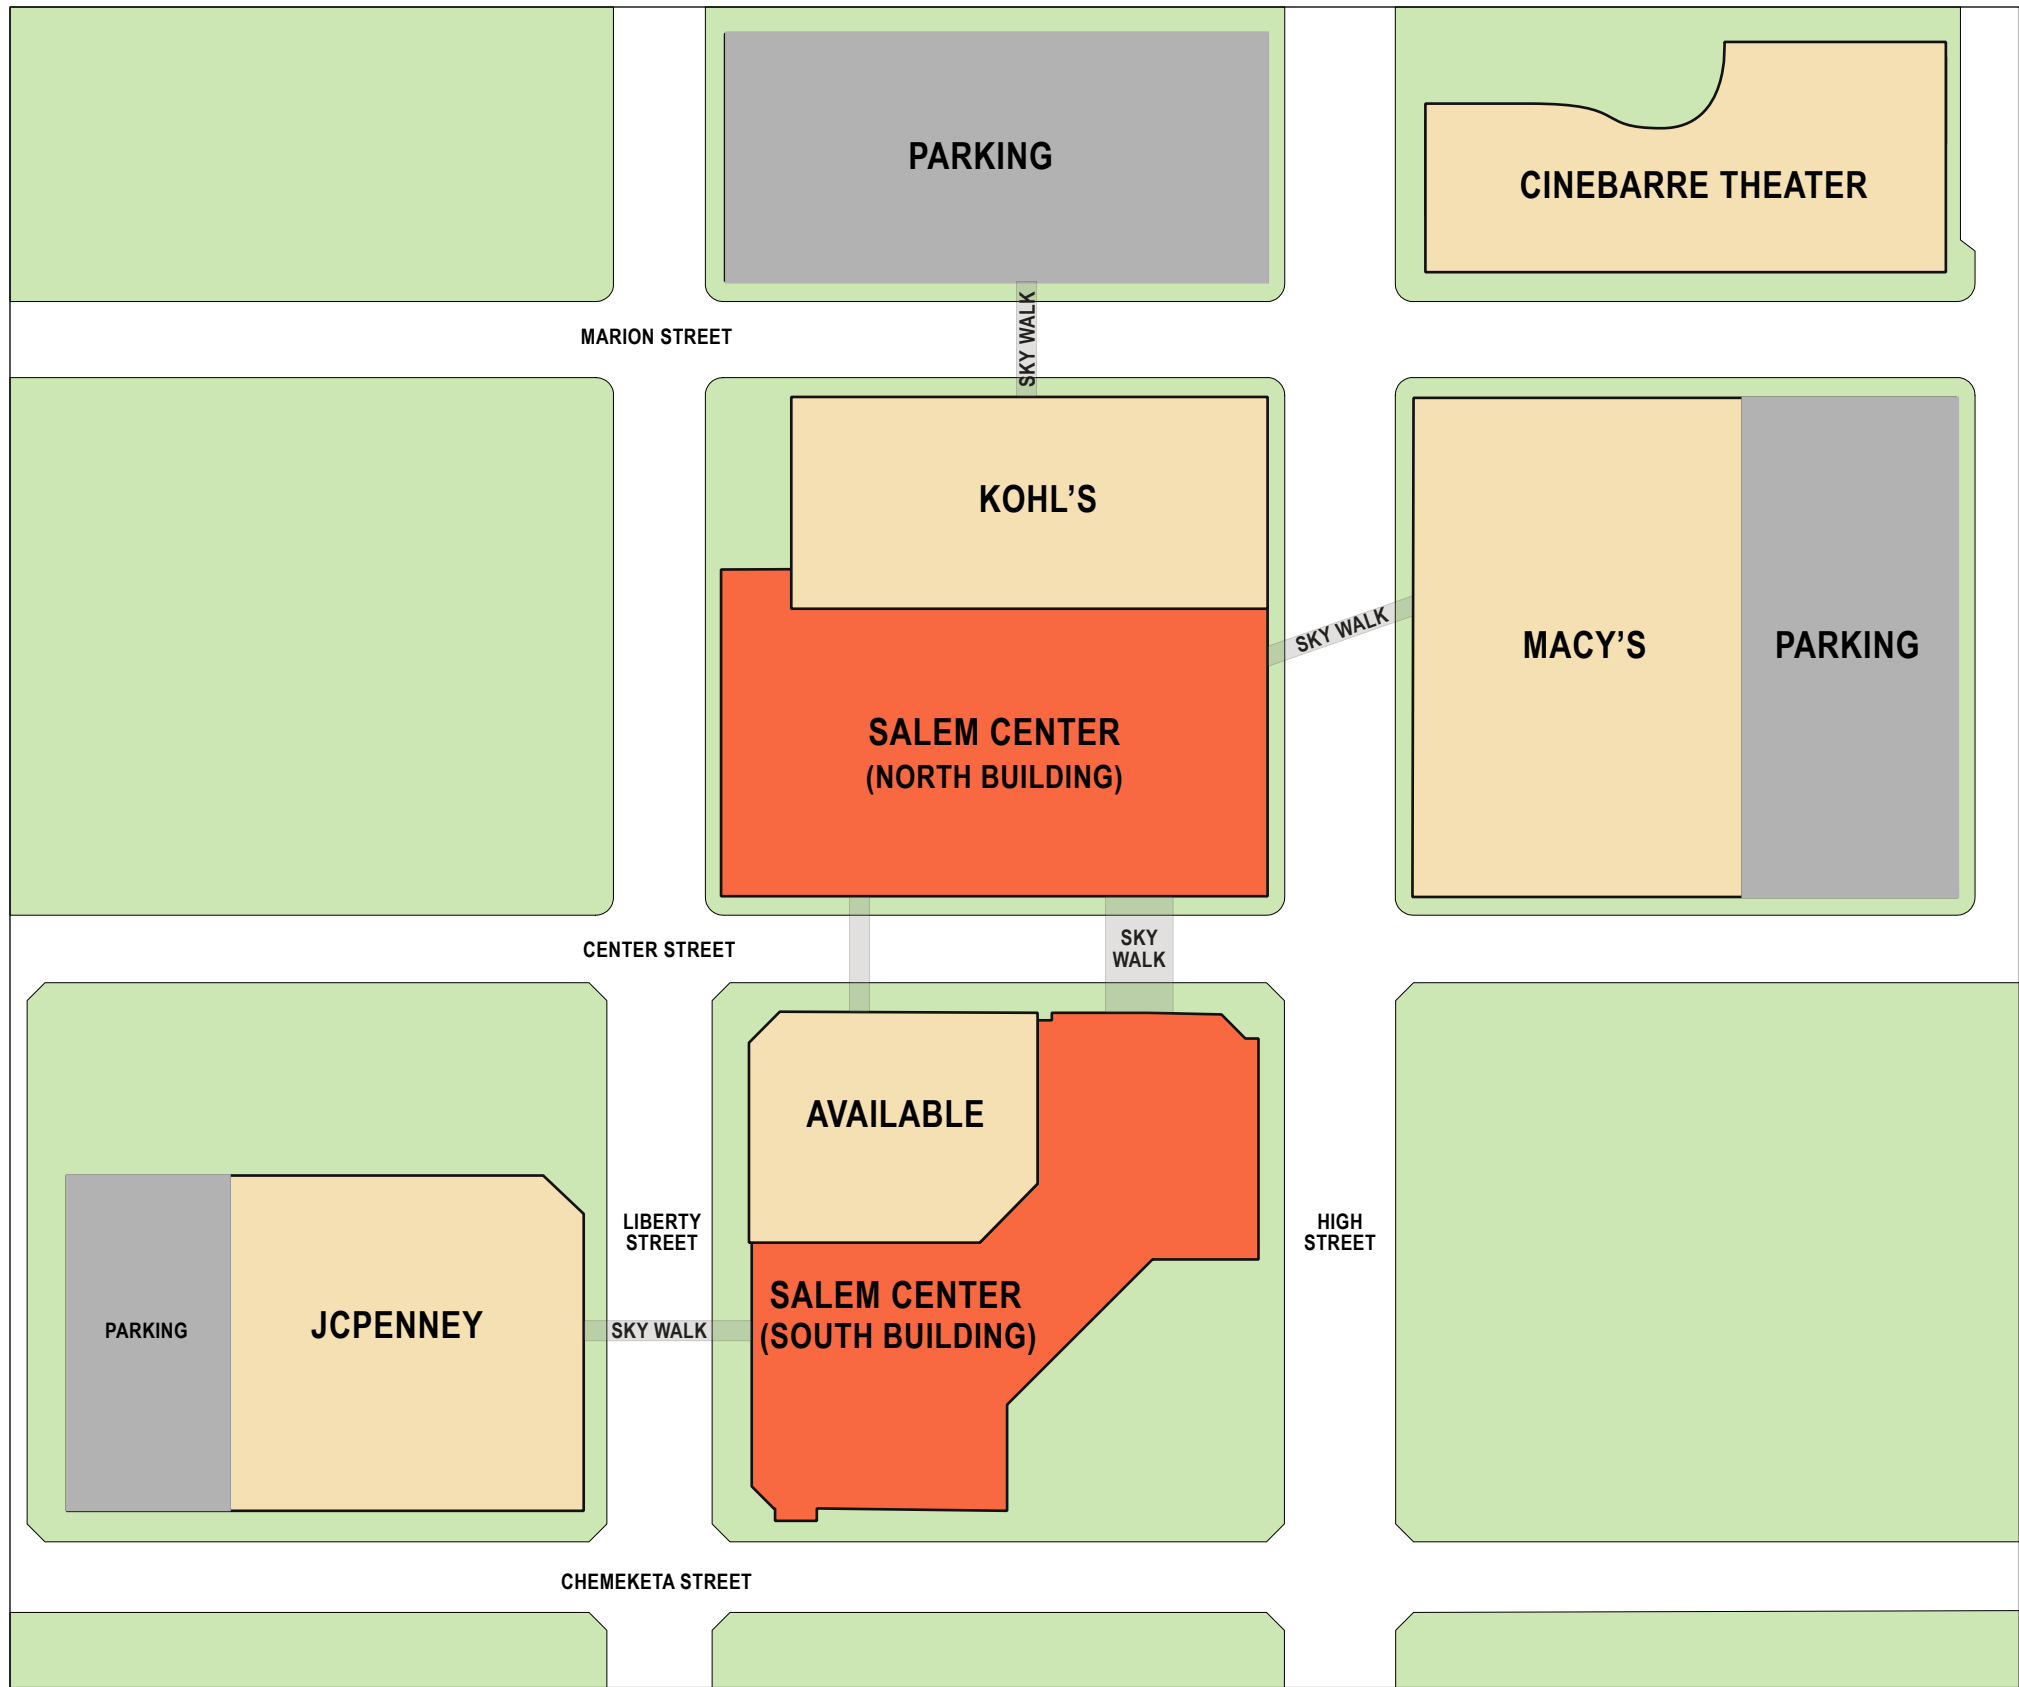 PARKING
CINEBARRE THEATER
SKY WALK
MARION STREET
KOHL'S
SKY WALK
MACY'S
PARKING
SALEM CENTER
(NORTH BUILDING)
CENTER STREET
SKY
WALK
AVAILABLE
LIBERTY
STREET
HIGH
STREET
SALEM CENTER
(SOUTH BUILDING)
PARKING
JCPENNEY
SKY WALK
CHEMEKETA STREET